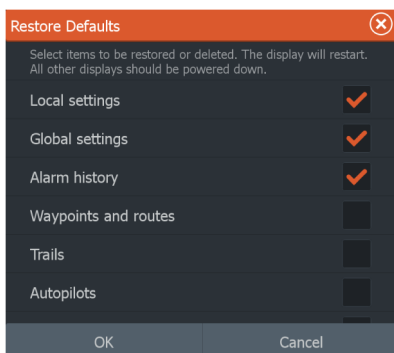 Restore Defaults
Select items to be restored or deleted. The display will restart.
All other displays should be powered down.
Local settings
Global settings
Alarm history
Waypoints and routes
Trails
Autopilots
OK Cancel